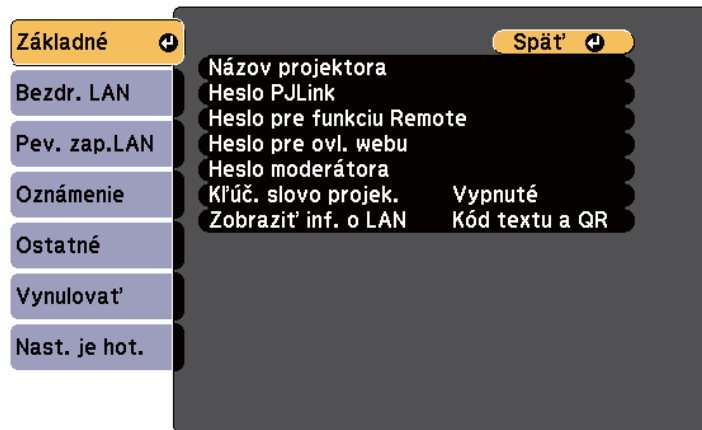 Základné
Bezdr. LAN
Pev. zap.LAN
Oznámenie
Ostatné
Vynulovať
Nast. je hot.
Späť
Názov projektora
Heslo PJLink
Heslo pre funkciu Remote
Heslo pre ovl. webu
Heslo moderátora
Kľúč. slovo projek. Vypnuté
Zobraziť inf. o LAN Kód textu a QR